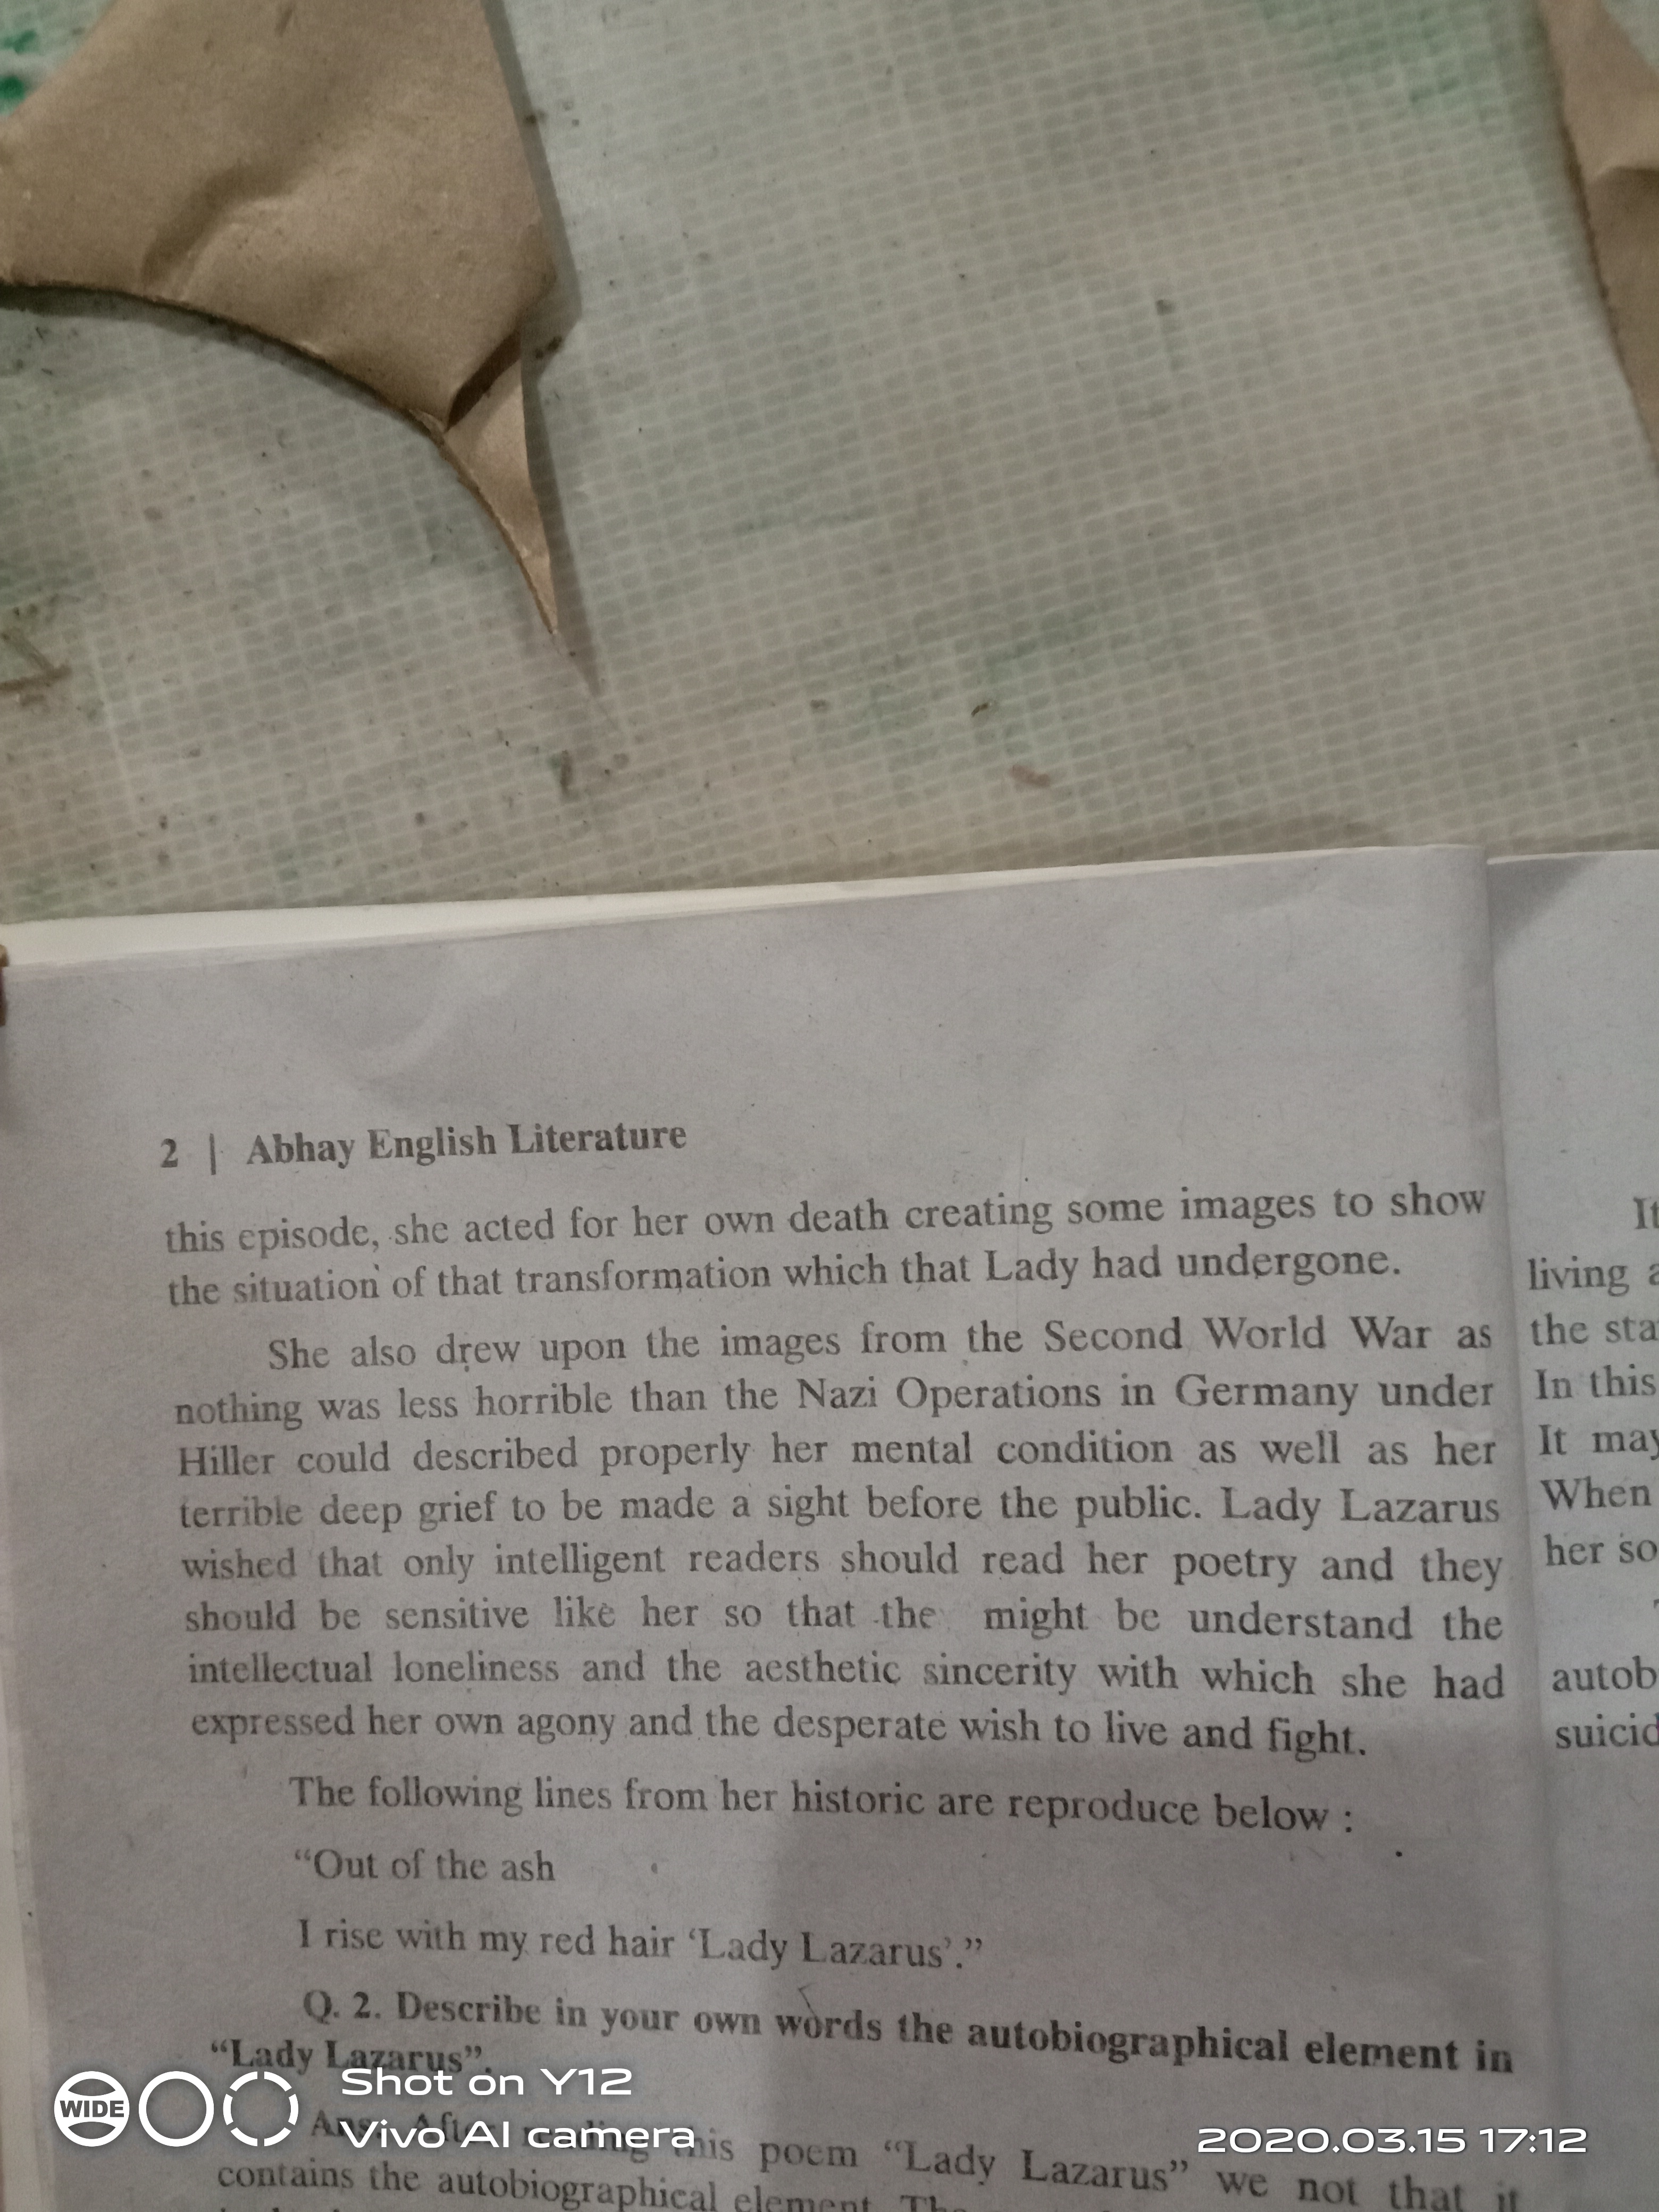 2 | Abhay English Literature
this episode, she acted for her own death creating some images to show
the situation of that transformation which that Lady had undergone.
She also drew upon the images from the Second World War as
nothing was less horrible than the Nazi Operations in Germany under
Hiller could described properly her mental condition as well as her
terrible deep grief to be made a sight before the public. Lady Lazarus
wished that only intelligent readers should read her poetry and they
should be sensitive like her so that the might be understand the
intellectual loneliness and the aesthetic sincerity with which she had
expressed her own agony and the desperate wish to live and fight.
The following lines from her historic are reproduce below :
“Out of the ash
I rise with my red hair ‘Lady Lazarus’.”
Q. 2. Describe in your own words the autobiographical element in
“Lady Lazarus”.
Ans. After reading this poem “Lady Lazarus” we not that it
contains the autobiographical element.
It
living
the
In this
It may
When
her
WIDE
Shot on Y12
Vivo AI camera
2020.03.15 17:12